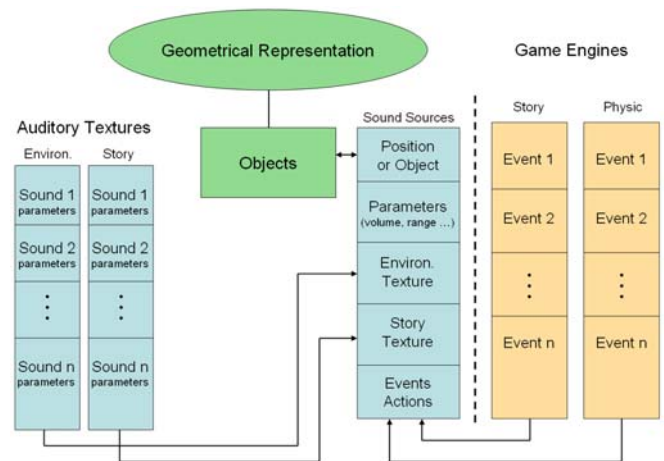 Geometrical Representation
Game Engines
Auditory Textures
Environ.
Story
Sound 1
parameters
Sound 2
parameters
Sound n
parameters
Sound 1
parameters
Sound 2
parameters
Sound n
parameters
Objects
Sound Sources
Position
or Object
Parameters
(volume, range ...)
Environ.
Texture
Story
Texture
Events
Actions
Story
Event 1
Event 2
Event n
Physic
Event 1
Event 2
Event n